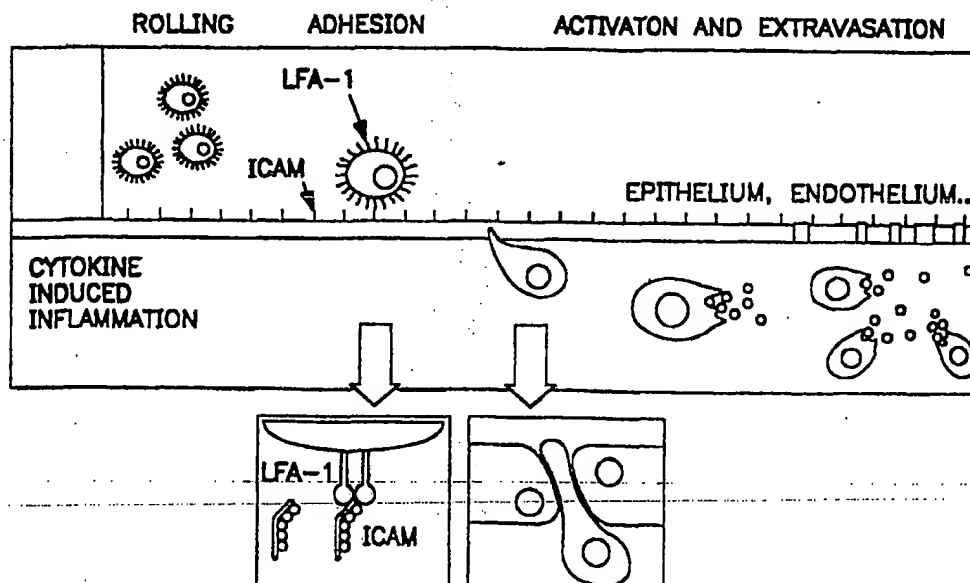 ROLLING ADHESION ACTIVATON AND EXTRAVASATION
LFA-1
ICAM
EPITHELIUM, ENDOTHELIUM..
CYTOKINE
INDUCED
INFLAMMATION
LFA-1
ICAM